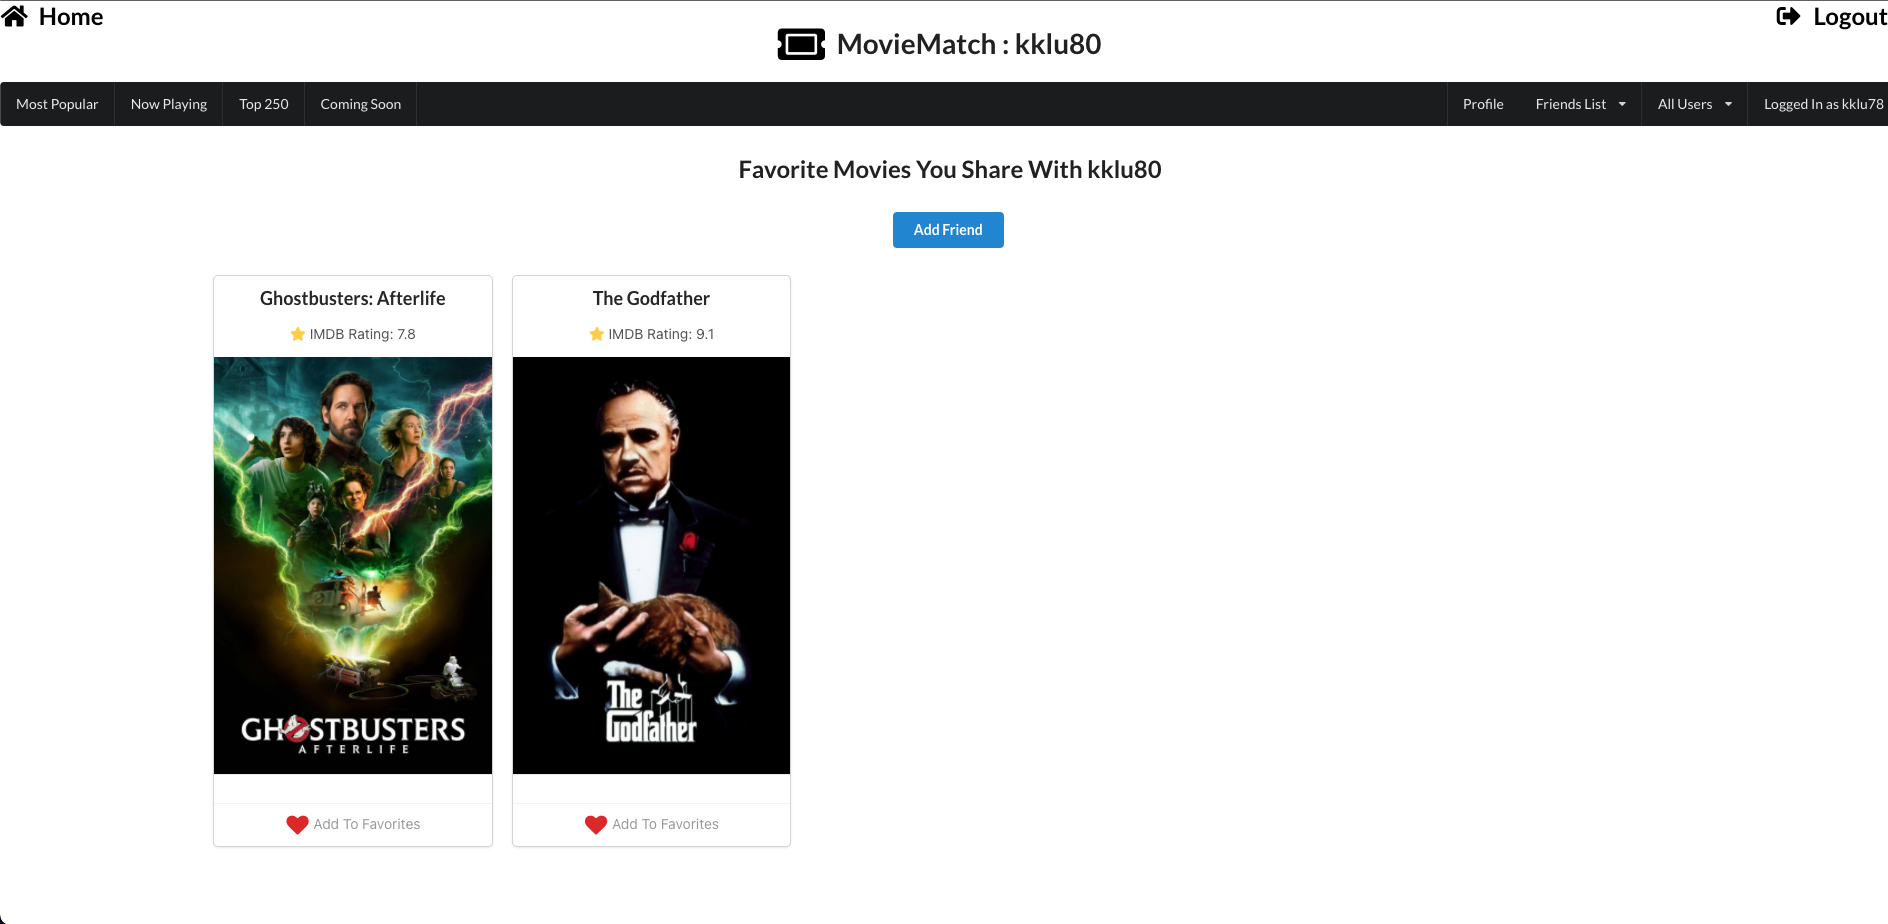 Home
Logout
MovieMatch : kklu80
Most Popular
Now Playing
Top 250
Coming Soon
Profile
Friends List
All Users
Logged In as kklu78
Favorite Movies You Share With kklu80
Add Friend
Ghostbusters: Afterlife
IMDB Rating: 7.8
GHOSTBUSTERS
AFTERLIFE
Add To Favorites
The Godfather
IMDB Rating: 9.1
The
Godfather
Add To Favorites